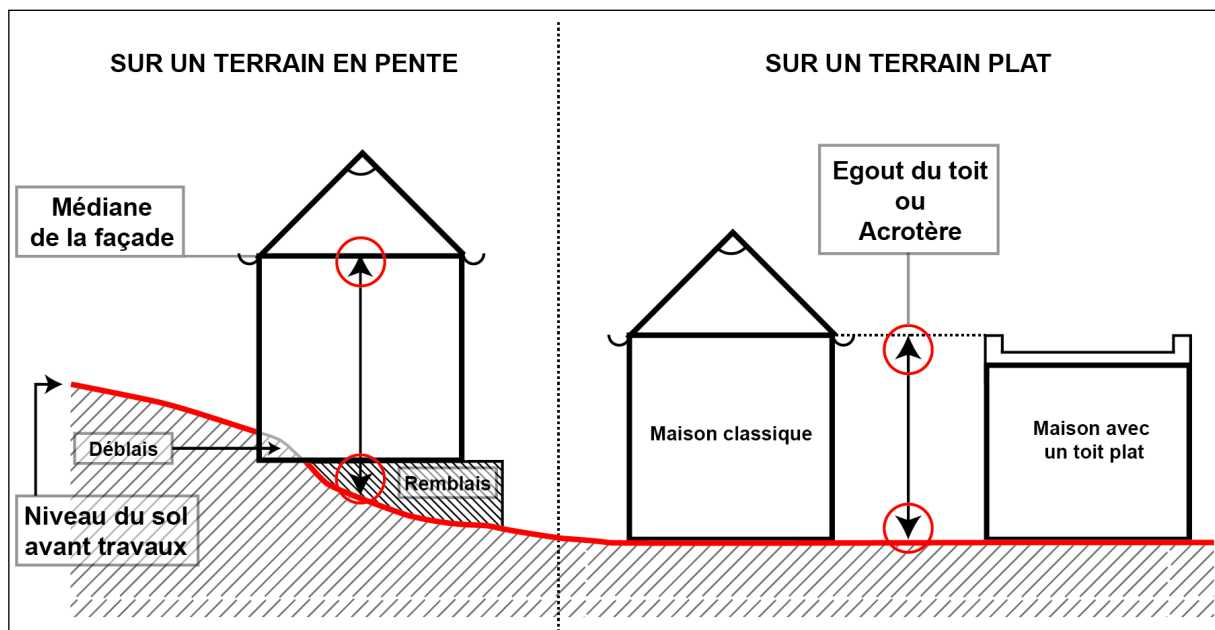 SUR UN TERRAIN EN PENTE
SUR UN TERRAIN PLAT
Médiane
de la façade
Egout du toit
ou
Acrotère
Déblais
Remblais
Niveau du sol
avant travaux
Maison classique
Maison avec
un toit plat